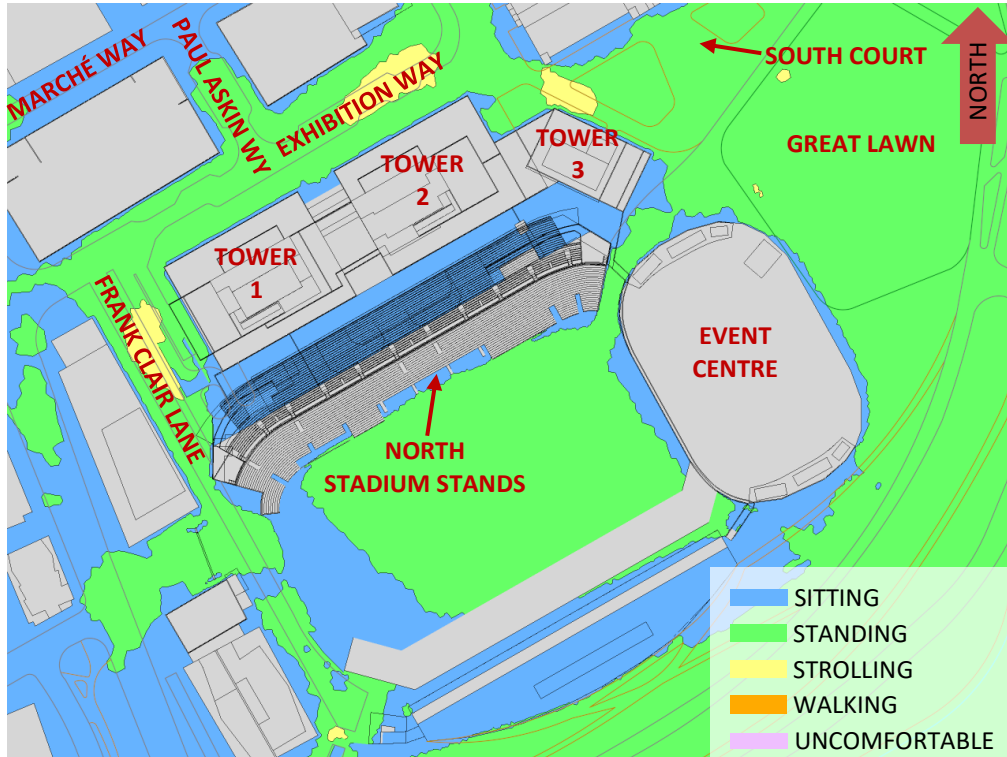 MARCHÉ WAY
PAUL ASKIN WY
EXHIBITION WAY
SOUTH COURT
NORTH
GREAT LAWN
TOWER
3
TOWER
2
TOWER
1
FRANK CLAIR LANE
EVENT
CENTRE
NORTH
STADIUM STANDS
SITTING
STANDING
STROLLING
WALKING
UNCOMFORTABLE